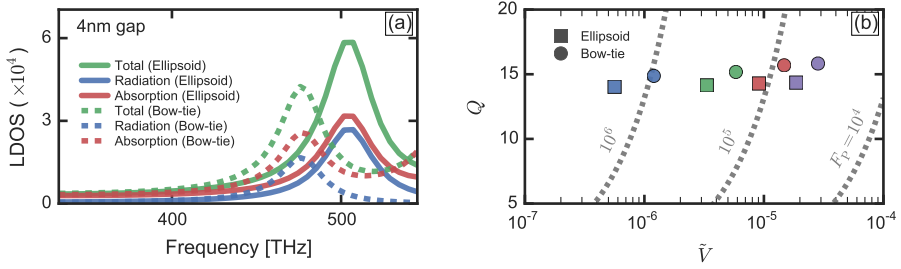 (a)
4nm gap
Total (Ellipsoid)
Radiation (Ellipsoid)
Absorption (Ellipsoid)
Total (Bow-tie)
Radiation (Bow-tie)
Absorption (Bow-tie)
LDOS (×10⁴)
6
3
0
400
500
Frequency [THz]
(b)
Ellipsoid
Bow-tie
Q
20
15
10
5
10⁶
10⁵
F_P = 10⁴
10⁻⁷
10⁻⁶
10⁻⁵
10⁻⁴
Ṽ